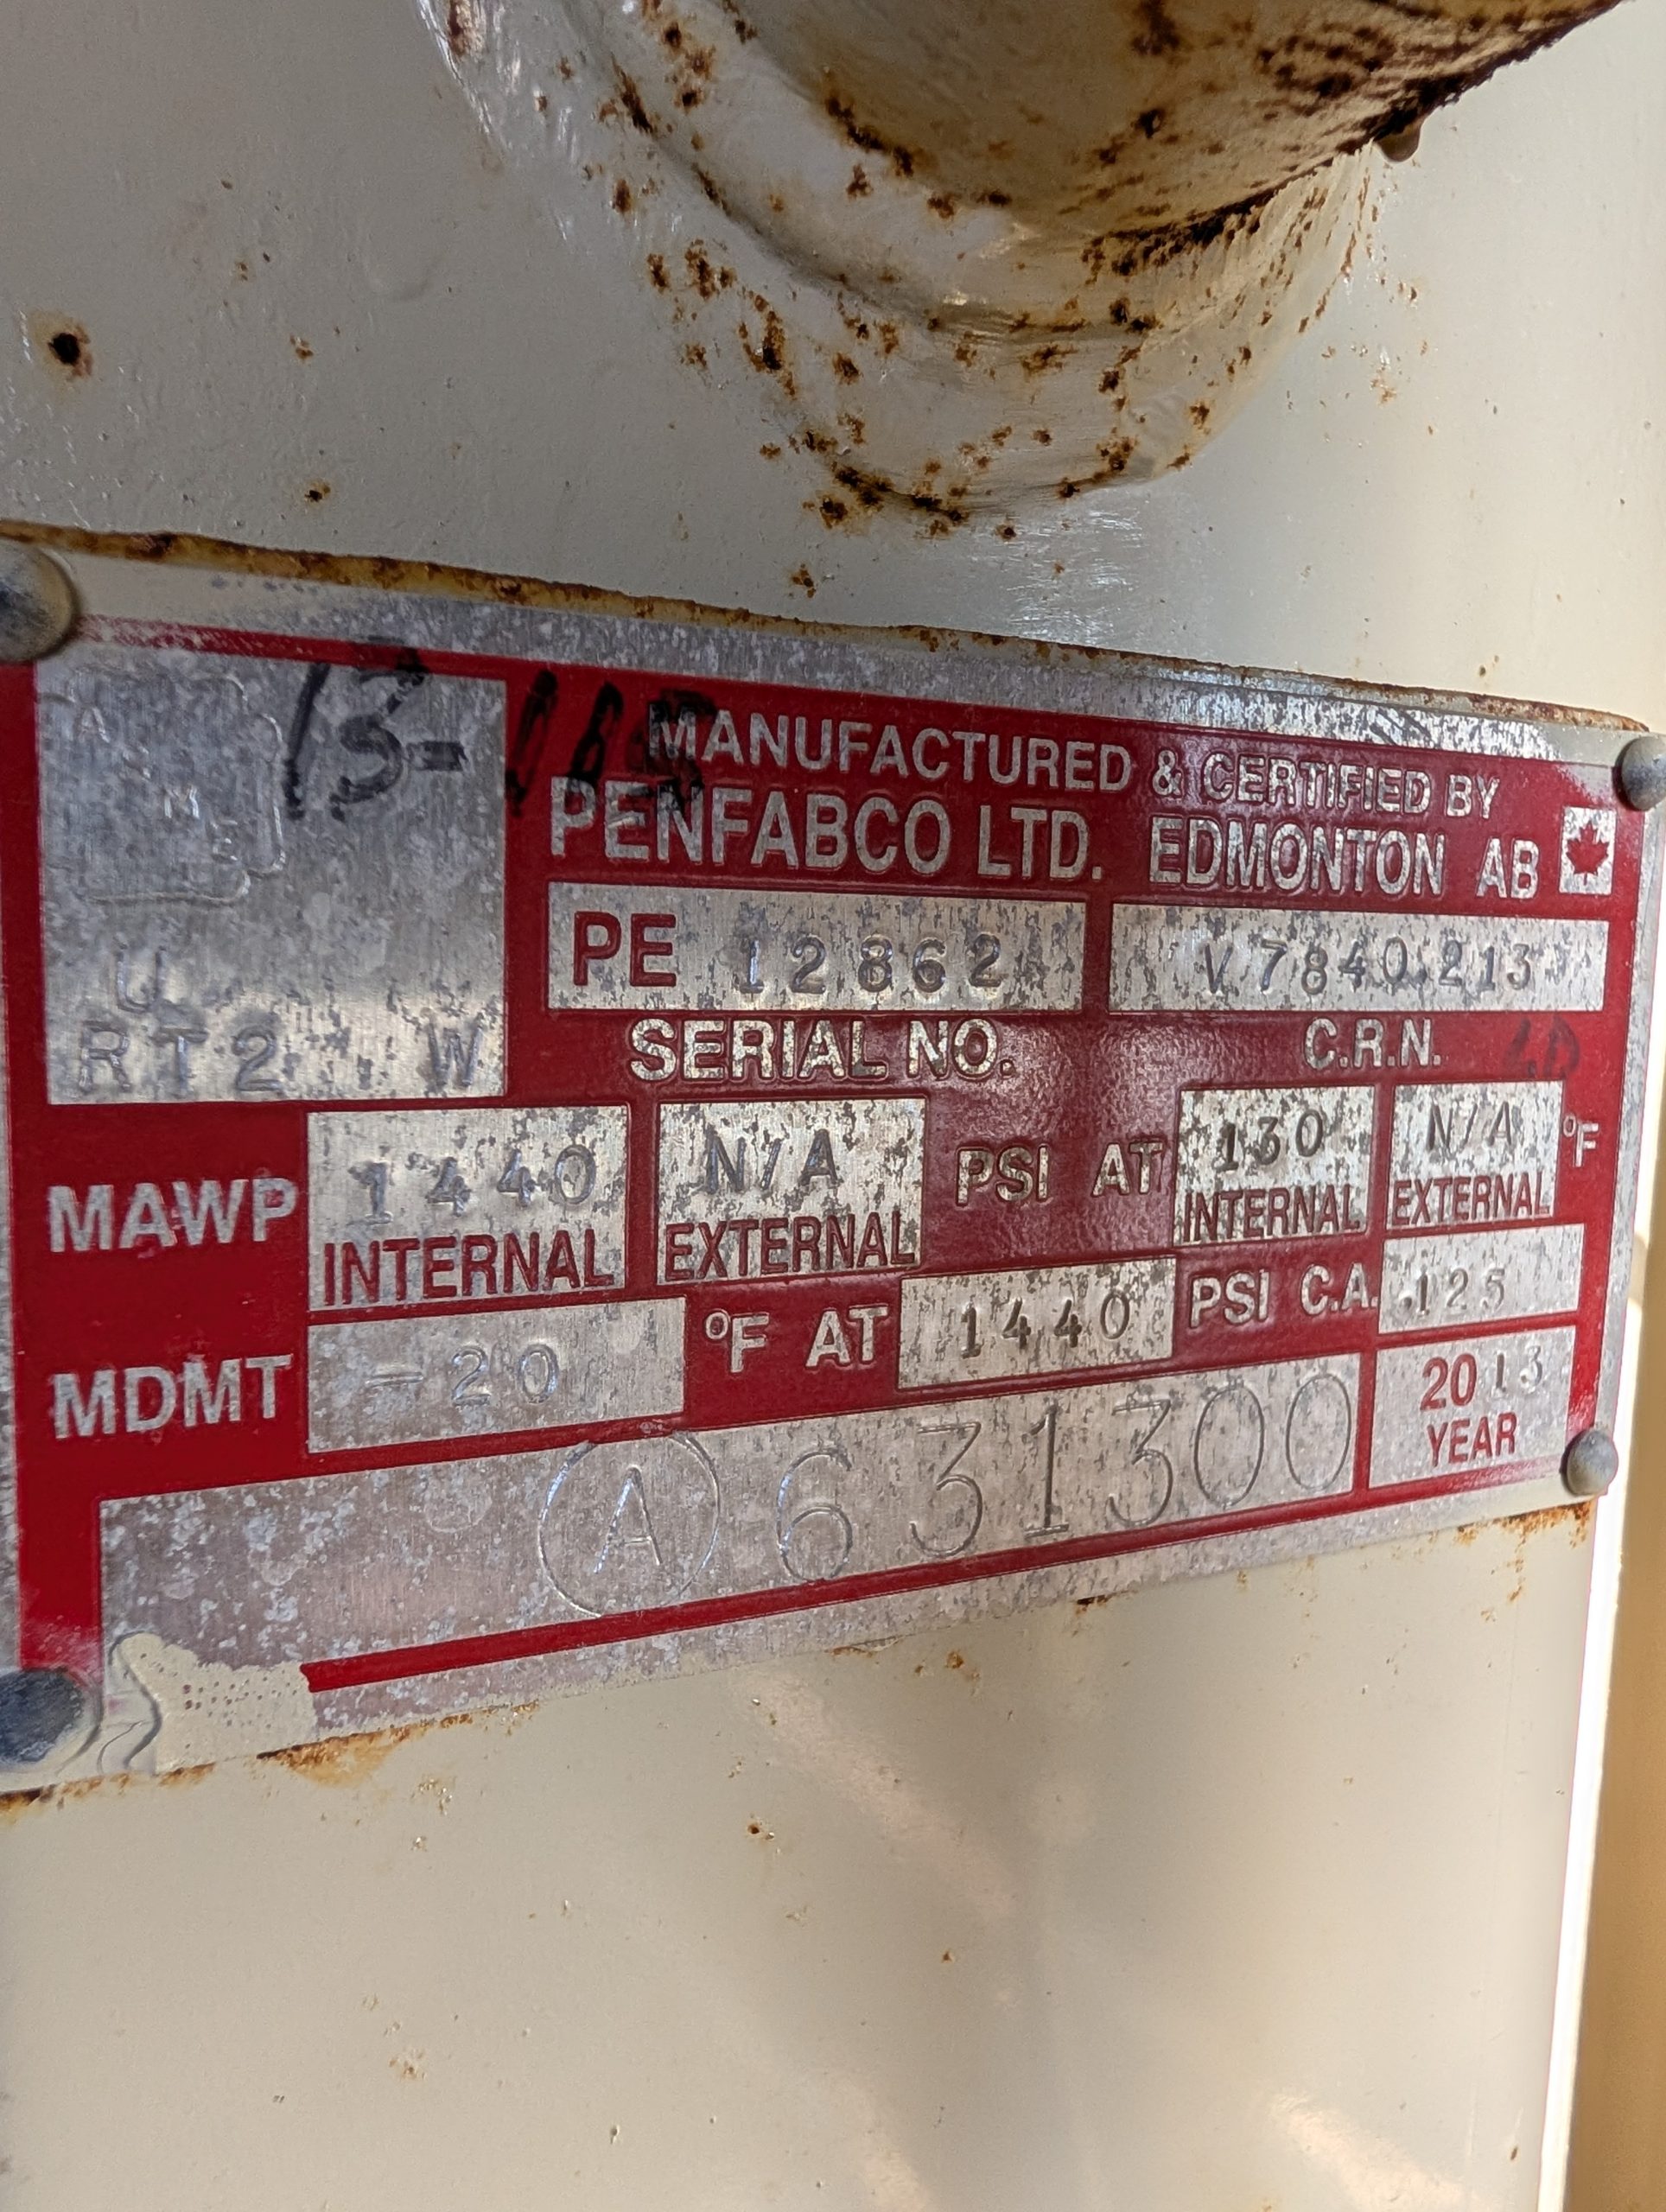 ASME
13-
MANUFACTURED & CERTIFIED BY
PENFABCO LTD. EDMONTON AB
PE 12862 V7840.213
SERIAL NO. C.R.N.
U
RT2 W
MAWP 1440 INTERNAL N/A EXTERNAL PSI AT 130 INTERNAL N/A EXTERNAL °F
MDMT -20 °F AT 1440 PSI C.A. .125
A 631300 2013 YEAR